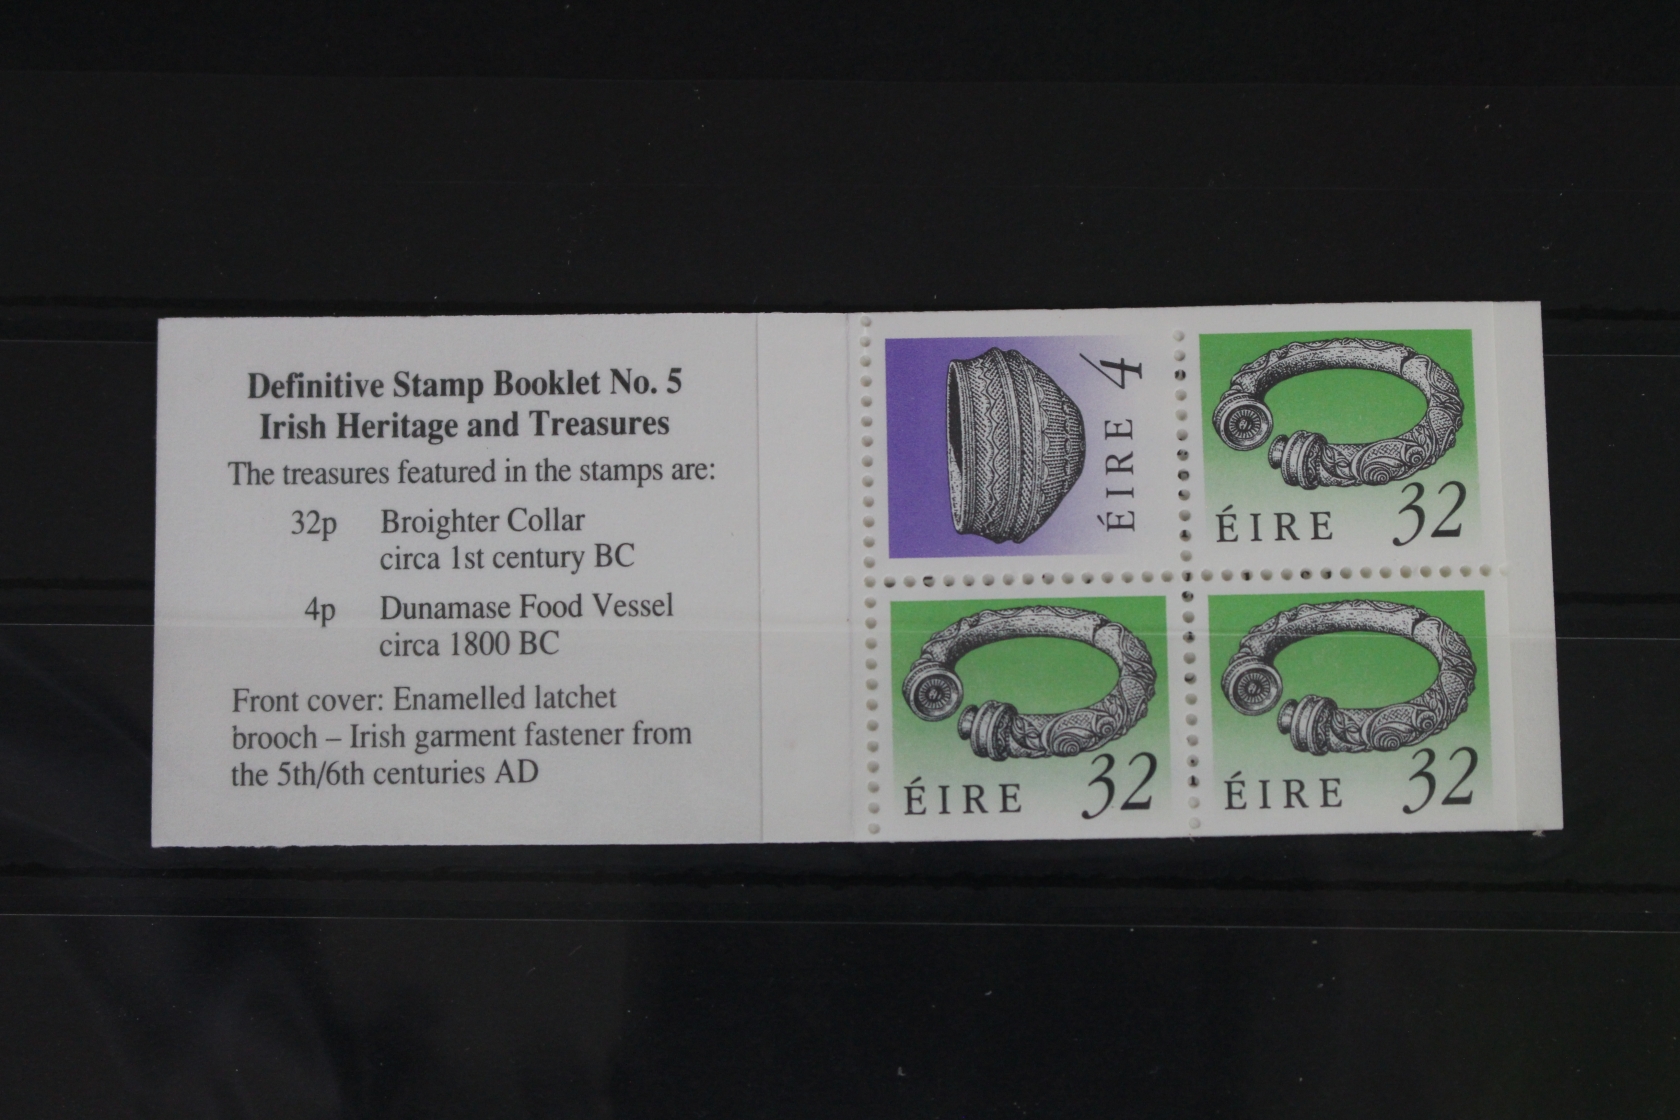 Definitive Stamp Booklet No. 5
Irish Heritage and Treasures
The treasures featured in the stamps are:
32p Broighter Collar
circa 1st century BC
4p Dunamase Food Vessel
circa 1800 BC
Front cover: Enamelled latchet
brooch – Irish garment fastener from
the 5th/6th centuries AD
ÉIRE 4
ÉIRE 32
ÉIRE 32
ÉIRE 32